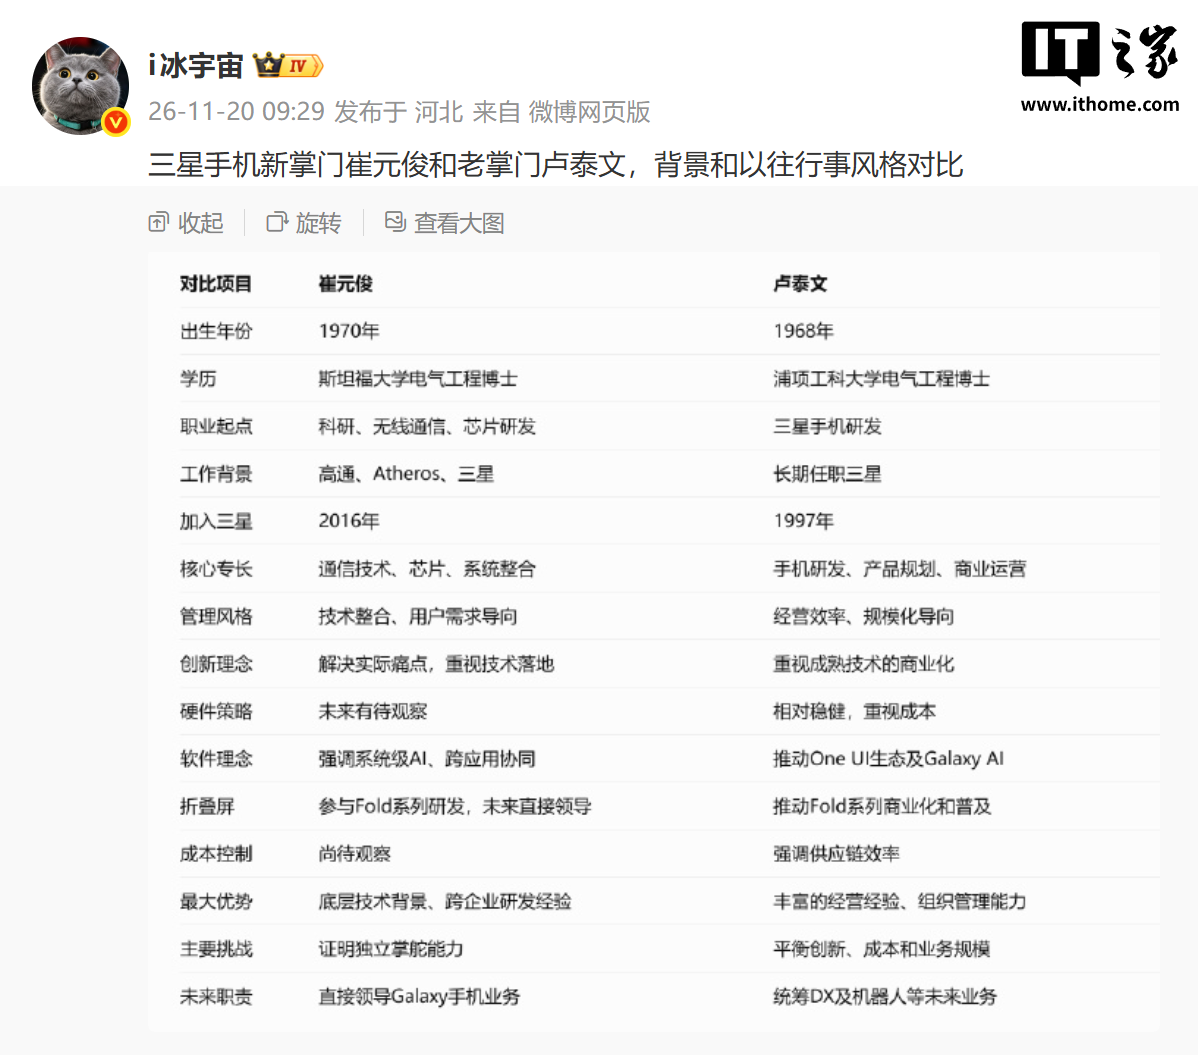 IT之家
www.ithome.com
i冰宇宙 IV
26-11-20 09:29 发布于 河北 来自 微博网页版
三星手机新掌门崔元俊和老掌门卢泰文，背景和以往行事风格对比
收起 旋转 查看大图
对比项目 崔元俊 卢泰文
出生年份 1970年 1968年
学历 斯坦福大学电气工程博士 浦项工科大学电气工程博士
职业起点 科研、无线通信、芯片研发 三星手机研发
工作背景 高通、Atheros、三星 长期任职三星
加入三星 2016年 1997年
核心专长 通信技术、芯片、系统整合 手机研发、产品规划、商业运营
管理风格 技术整合、用户需求导向 经营效率、规模化导向
创新理念 解决实际痛点，重视技术落地 重视成熟技术的商业化
硬件策略 未来有待观察 相对稳健，重视成本
软件理念 强调系统级AI、跨应用协同 推动One UI生态及Galaxy AI
折叠屏 参与Fold系列研发，未来直接领导 推动Fold系列商业化和普及
成本控制 尚待观察 强调供应链效率
最大优势 底层技术背景、跨企业研发经验 丰富的经营经验、组织管理能力
主要挑战 证明独立掌舵能力 平衡创新、成本和业务规模
未来职责 直接领导Galaxy手机业务 统筹DX及机器人等未来业务